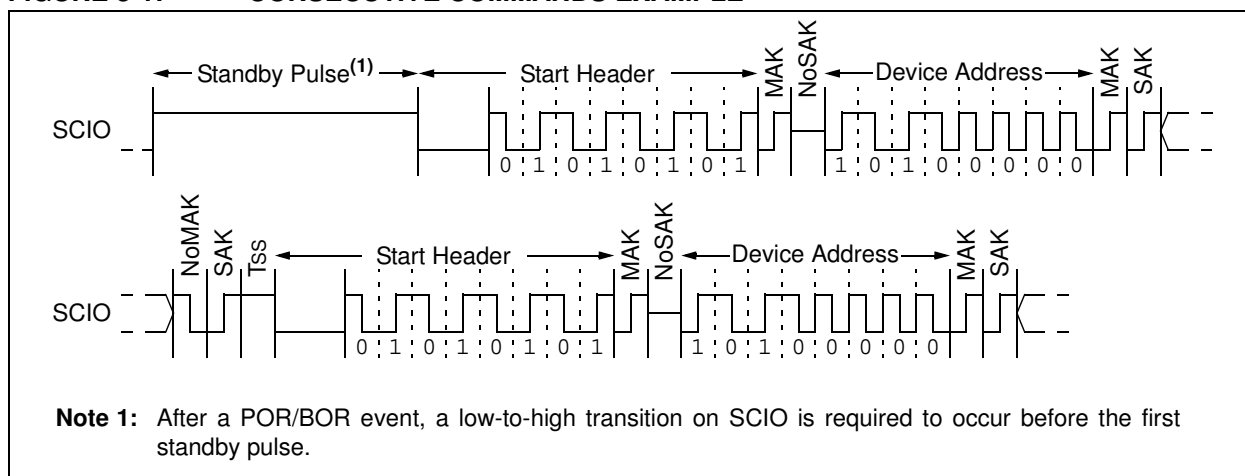 Standby Pulse(1) Start Header MAK NoSAK Device Address MAK SAK
SCIO
0 1 0 1 0 1 0 1 1 0 1 0 0 0 0 0
NoMAK SAK TSS Start Header MAK NoSAK Device Address MAK SAK
SCIO
0 1 0 1 0 1 0 1 1 0 1 0 0 0 0 0
Note 1: After a POR/BOR event, a low-to-high transition on SCIO is required to occur before the first
standby pulse.